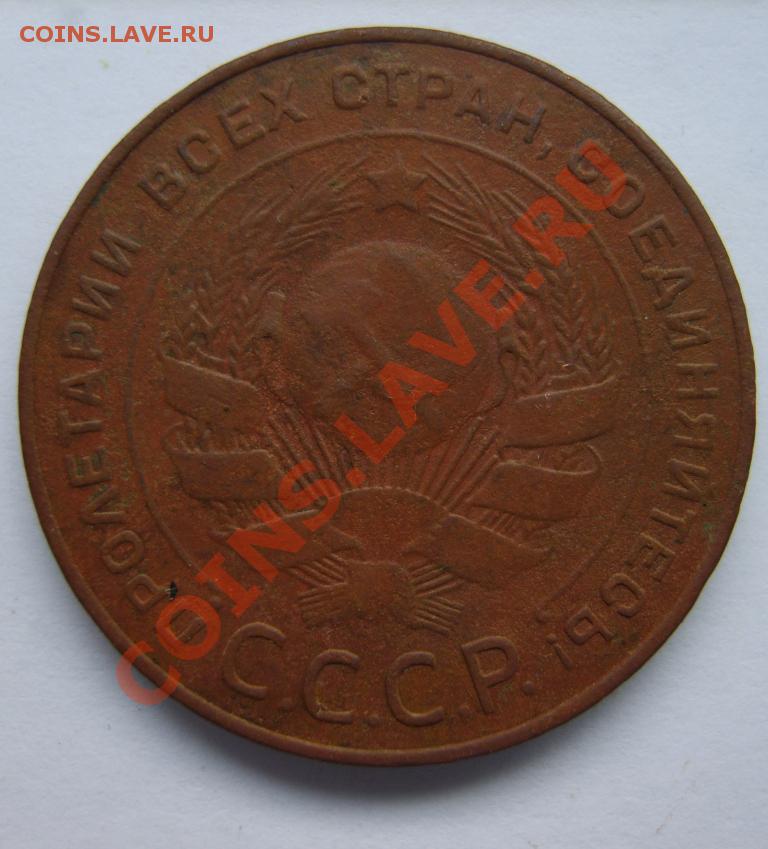 COINS.LAVE.RU
ПРОЛЕТАРИИ ВСЕХ СТРАН, СОЕДИНЯЙТЕСЬ!
С.С.С.Р.
COINS.LAVE.RU